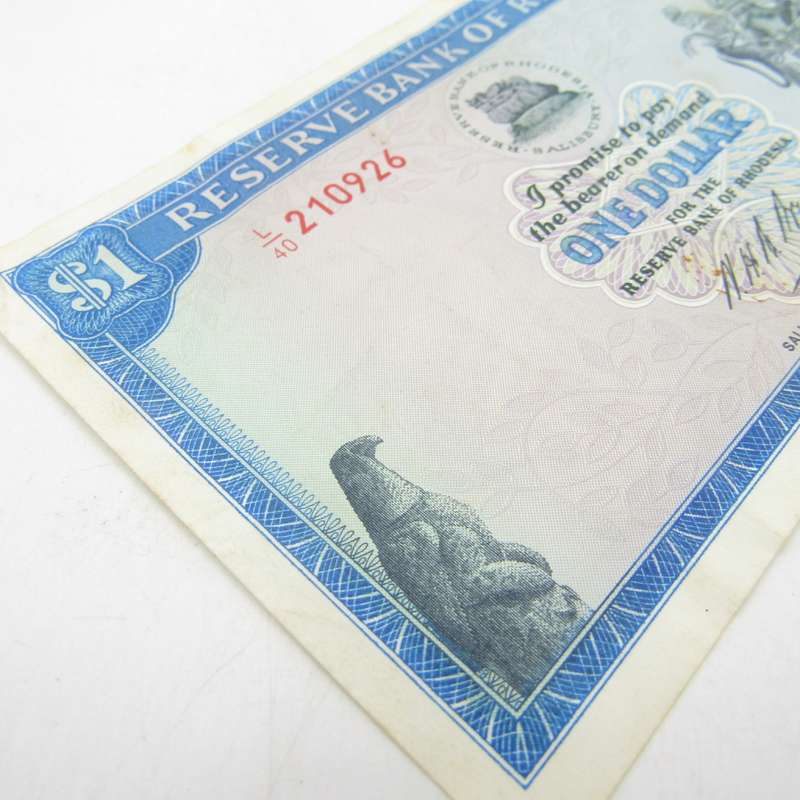 RESERVE BANK OF R
RESERVE BANK OF RHODESIA
SALISBURY
L/40 210926
$1
I promise to pay
the bearer on demand
ONE DOLLAR
FOR THE
RESERVE BANK OF RHODESIA
SAL